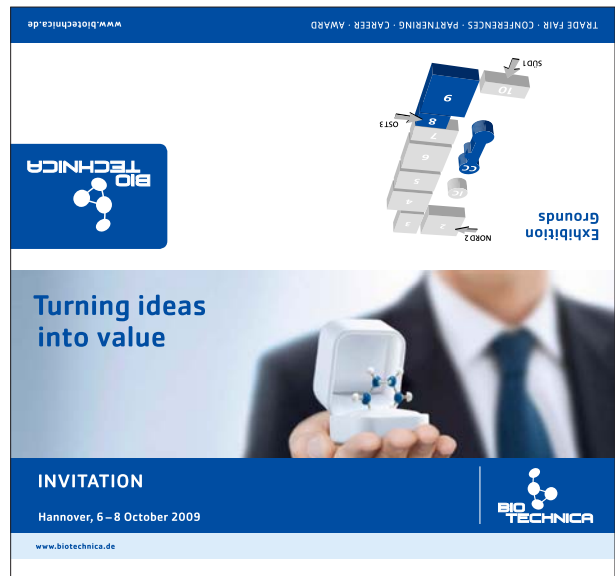 TRADE FAIR · CONFERENCES · PARTNERING · CAREER · AWARD
www.biotechnica.de
Exhibition
Grounds
NORD 2
2
3
4
IC
5
6
CC
7
OST 3
8
9
10
SÜD 1
BIO
TECHNICA
Turning ideas
into value
INVITATION
Hannover, 6–8 October 2009
BIO
TECHNICA
www.biotechnica.de